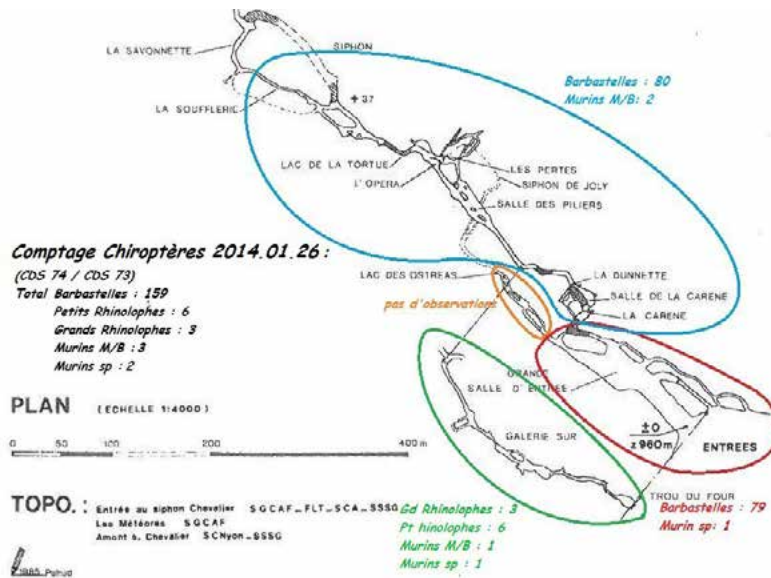 LA SAVONNETTE
SIPHON
Barbastelles : 80
Murins M/B: 2
LA SOUFFLERIE
+ 37
LAC DE LA TORTUE
L'OPERA
LES PERTES
SIPHON DE JOLY
SALLE DES PILIERS
Comptage Chiroptères 2014.01.26 :
(CDS 74 / CDS 73)
Total Barbastelles : 159
Petits Rhinolophes : 6
Grands Rhinolophes : 3
Murins M/B : 3
Murins sp : 2
LAC DES OSTREAS
pas d'observations
LA DUNNETTE
SALLE DE LA CARENE
LA CARENE
GRANDE
SALLE D'ENTREE
±0
z 960m
ENTREES
GALERIE SUR
TROU DU FOUR
PLAN (ECHELLE 1:4000)
0 50 100 200 400 m
TOPO.: Entrée au siphon Chevalier SGCAF_FLT_SCA_SSSG
Les Météores SGCAF
Amont s. Chevalier SCNyon_SSSG
Gd Rhinolophes : 3
Pt hinolophes : 6
Murins M/B : 1
Murins sp : 1
Barbastelles : 79
Murin sp: 1
1985